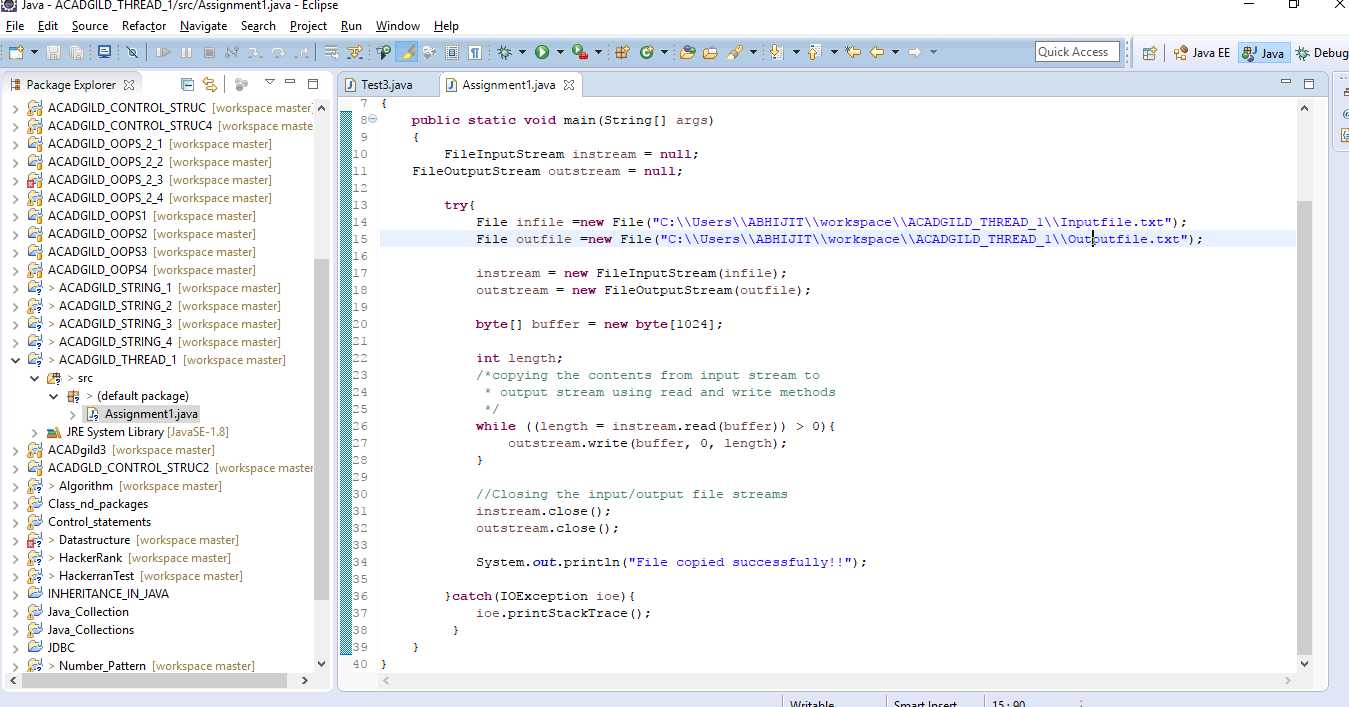 Java - ACADGILD_THREAD_1/src/Assignment1.java - Eclipse
File Edit Source Refactor Navigate Search Project Run Window Help
Quick Access
Java EE
Java
Debug
Package Explorer
ACADGILD_CONTROL_STRUC [workspace master]
ACADGILD_CONTROL_STRUC4 [workspace maste
ACADGILD_OOPS_2_1 [workspace master]
ACADGILD_OOPS_2_2 [workspace master]
ACADGILD_OOPS_2_3 [workspace master]
ACADGILD_OOPS_2_4 [workspace master]
ACADGILD_OOPS1 [workspace master]
ACADGILD_OOPS2 [workspace master]
ACADGILD_OOPS3 [workspace master]
ACADGILD_OOPS4 [workspace master]
> ACADGILD_STRING_1 [workspace master]
> ACADGILD_STRING_2 [workspace master]
> ACADGILD_STRING_3 [workspace master]
> ACADGILD_STRING_4 [workspace master]
> ACADGILD_THREAD_1 [workspace master]
> src
> (default package)
Assignment1.java
JRE System Library [JavaSE-1.8]
ACADgild3 [workspace master]
ACADGLD_CONTROL_STRUC2 [workspace master
> Algorithm [workspace master]
Class_nd_packages
Control_statements
> Datastructure [workspace master]
> HackerRank [workspace master]
> HackerranTest [workspace master]
INHERITANCE_IN_JAVA
Java_Collection
Java_Collections
JDBC
> Number_Pattern [workspace master]
Test3.java
Assignment1.java
7 {
8 public static void main(String[] args)
9 {
10 FileInputStream instream = null;
11 FileOutputStream outstream = null;
12
13 try{
14 File infile =new File("C:\\Users\\ABHIJIT\\workspace\\ACADGILD_THREAD_1\\Inputfile.txt");
15 File outfile =new File("C:\\Users\\ABHIJIT\\workspace\\ACADGILD_THREAD_1\\Outputfile.txt");
16
17 instream = new FileInputStream(infile);
18 outstream = new FileOutputStream(outfile);
19
20 byte[] buffer = new byte[1024];
21
22 int length;
23 /*copying the contents from input stream to
24 * output stream using read and write methods
25 */
26 while ((length = instream.read(buffer)) > 0){
27 outstream.write(buffer, 0, length);
28 }
29
30 //Closing the input/output file streams
31 instream.close();
32 outstream.close();
33
34 System.out.println("File copied successfully!!");
35
36 }catch(IOException ioe){
37 ioe.printStackTrace();
38 }
39 }
40 }
Writable
Smart Insert
15 : 90